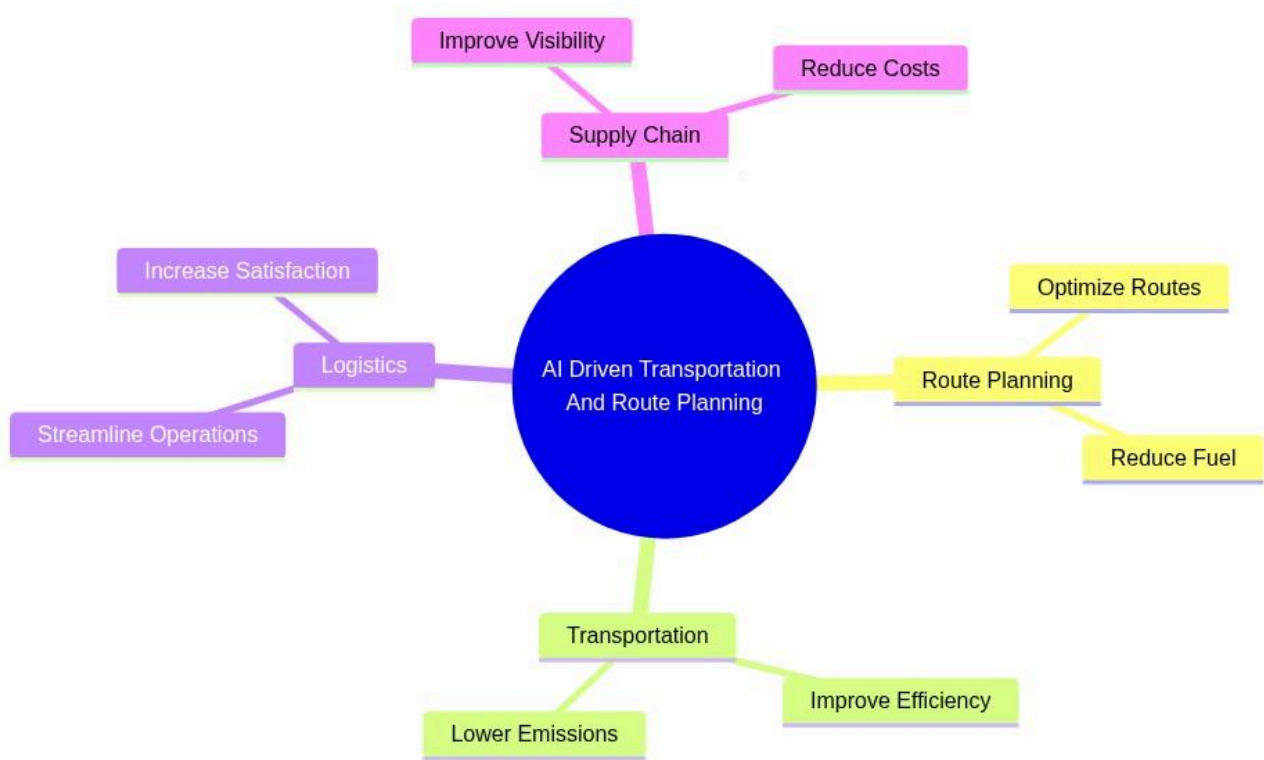 Improve Visibility
Reduce Costs
Supply Chain
Increase Satisfaction
Optimize Routes
Logistics
AI Driven Transportation
And Route Planning
Route Planning
Streamline Operations
Reduce Fuel
Transportation
Improve Efficiency
Lower Emissions